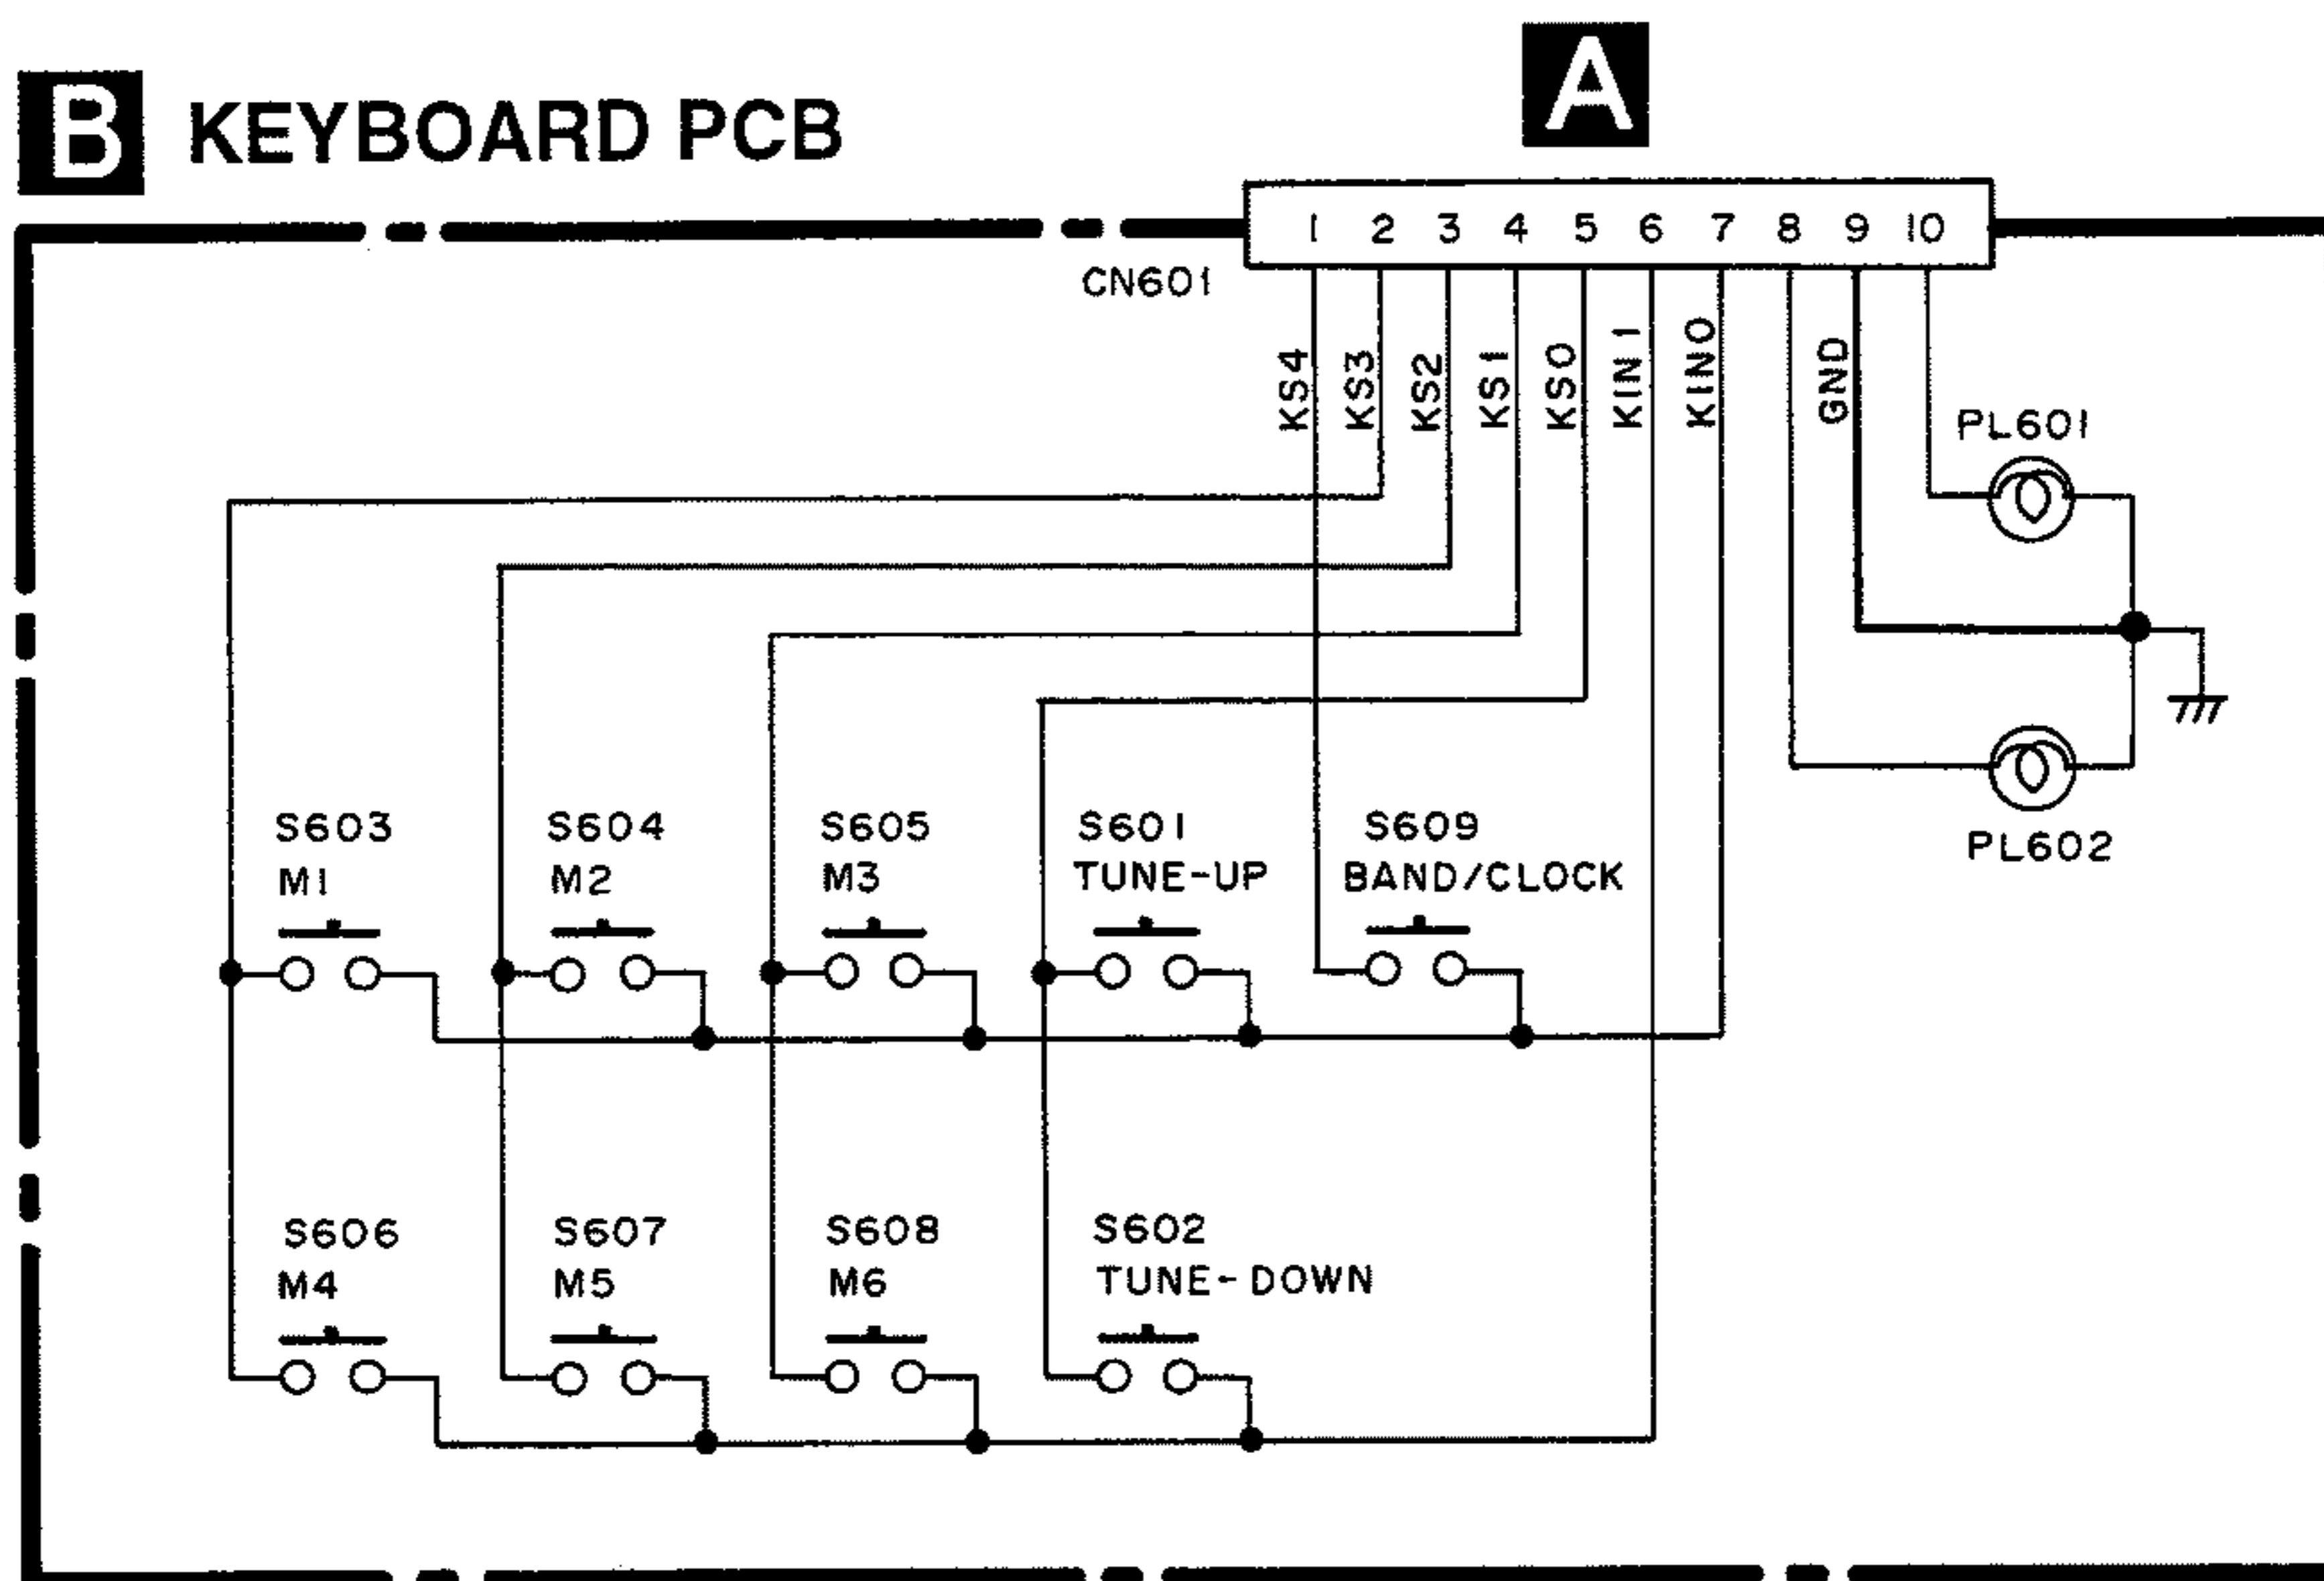 A
B KEYBOARD PCB
1 2 3 4 5 6 7 8 9 10
CN601
KS4
KS3
KS2
KS1
KS0
KIN1
KIN0
GND
PL601
PL602
S603
M1
S604
M2
S605
M3
S601
TUNE-UP
S609
BAND/CLOCK
S606
M4
S607
M5
S608
M6
S602
TUNE-DOWN